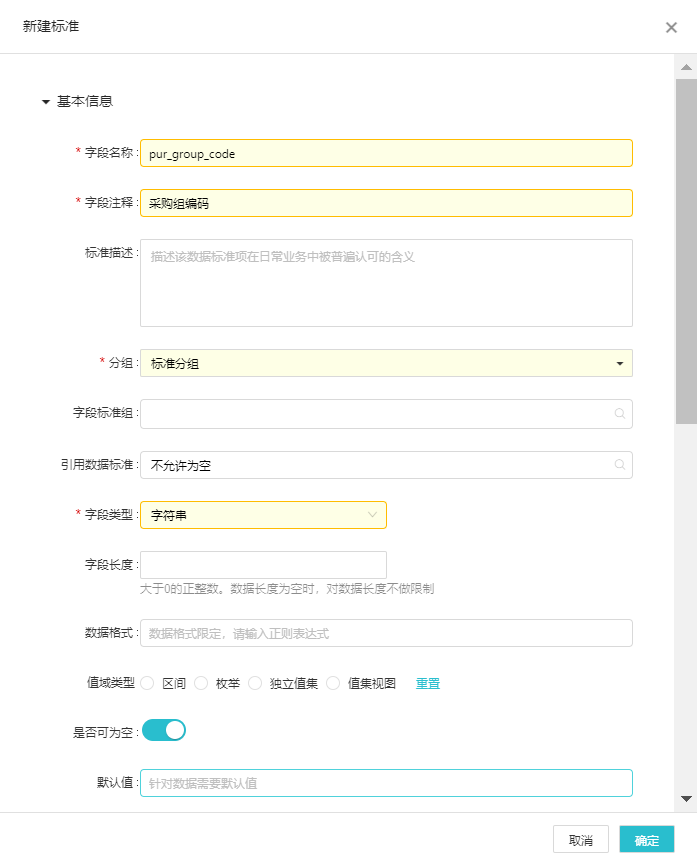 新建标准
基本信息
* 字段名称: pur_group_code
* 字段注释: 采购组编码
标准描述: 描述该数据标准项在日常业务中被普遍认可的含义
* 分组: 标准分组
字段标准组:
引用数据标准: 不允许为空
* 字段类型: 字符串
字段长度:
大于0的正整数。数据长度为空时，对数据长度不做限制
数据格式: 数据格式限定，请输入正则表达式
值域类型 区间 枚举 独立值集 值集视图 重置
是否可为空:
默认值: 针对数据需要默认值
取消 确定